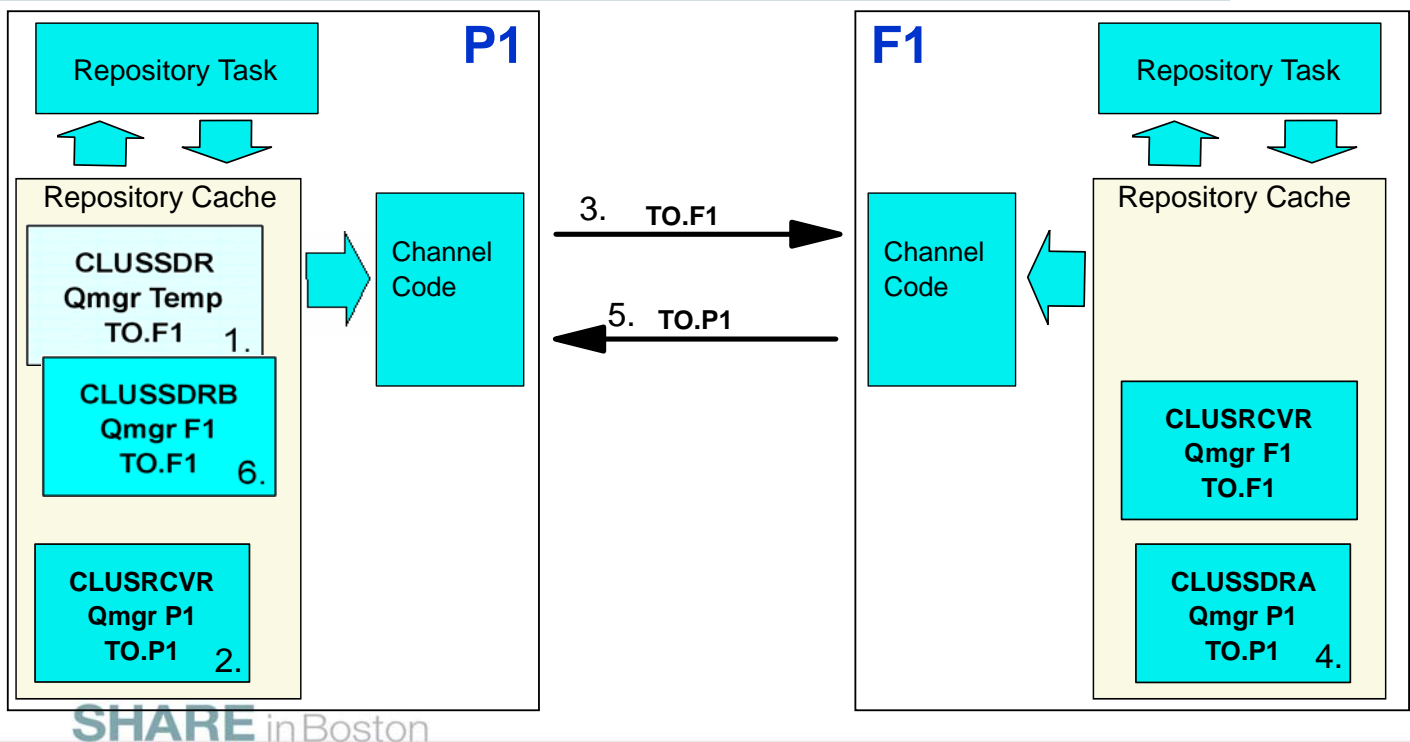 P1
Repository Task
Repository Cache
CLUSSDR
Qmgr Temp
TO.F1
1.
CLUSSDRB
Qmgr F1
TO.F1
6.
CLUSRCVR
Qmgr P1
TO.P1
2.
Channel
Code
3. TO.F1
5. TO.P1
F1
Repository Task
Repository Cache
Channel
Code
CLUSRCVR
Qmgr F1
TO.F1
CLUSSDRA
Qmgr P1
TO.P1
4.
SHARE in Boston